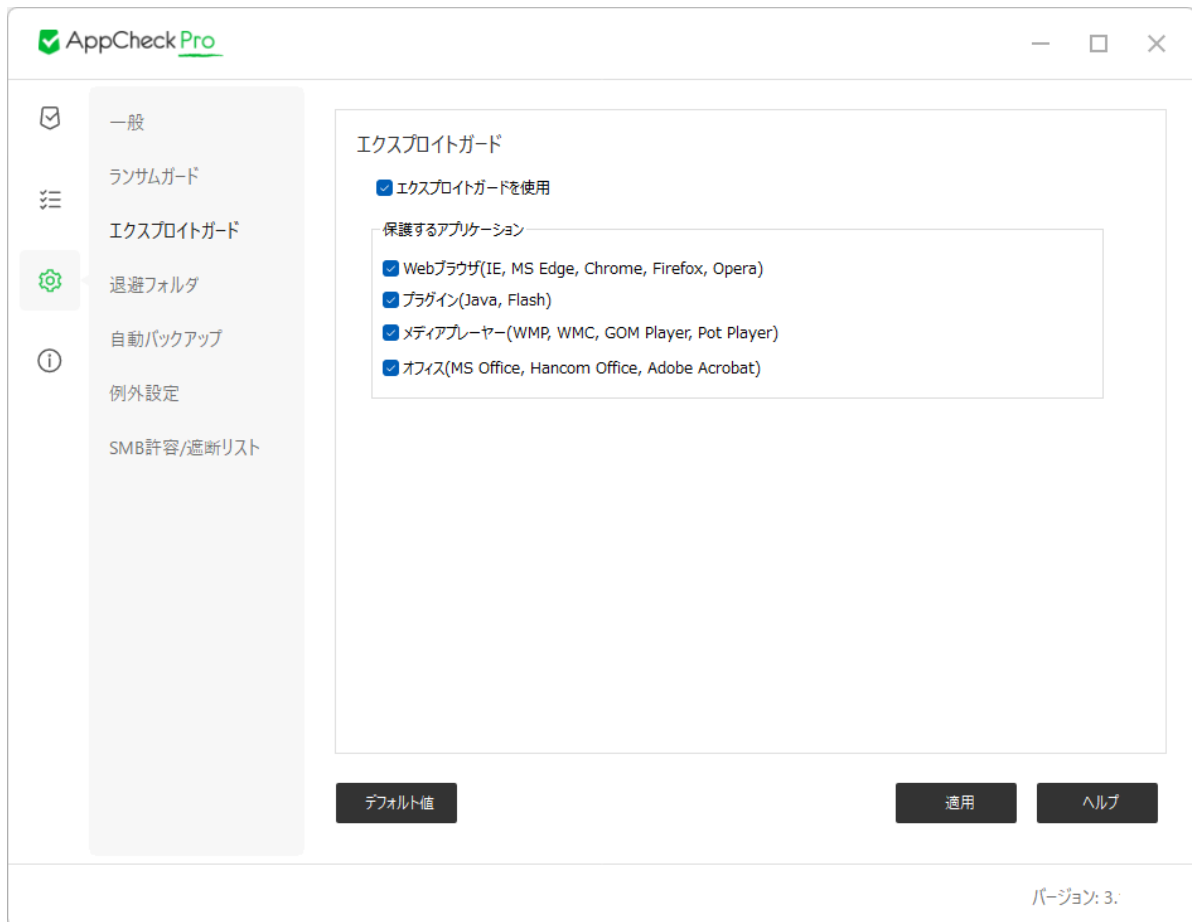 AppCheck Pro
一般
ランサムガード
エクスプロイトガード
退避フォルダ
自動バックアップ
例外設定
SMB許容/遮断リスト
エクスプロイトガード
エクスプロイトガードを使用
保護するアプリケーション
Webブラウザ(IE, MS Edge, Chrome, Firefox, Opera)
プラグイン(Java, Flash)
メディアプレーヤー(WMP, WMC, GOM Player, Pot Player)
オフィス(MS Office, Hancom Office, Adobe Acrobat)
デフォルト値
適用
ヘルプ
バージョン: 3.